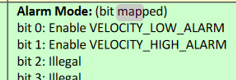 Alarm Mode: (bit mapped)
bit 0: Enable VELOCITY_LOW_ALARM
bit 1: Enable VELOCITY_HIGH_ALARM
bit 2: Illegal
bit 3: Illegal